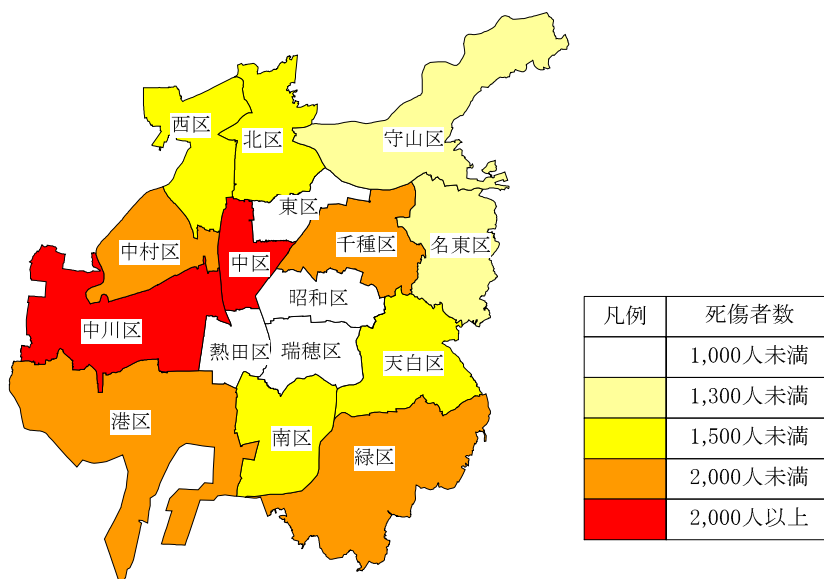 西区
北区
守山区
東区
中村区
中区
千種区
名東区
昭和区
中川区
熱田区
瑞穂区
天白区
港区
南区
緑区
凡例 死傷者数
1,000人未満
1,300人未満
1,500人未満
2,000人未満
2,000人以上